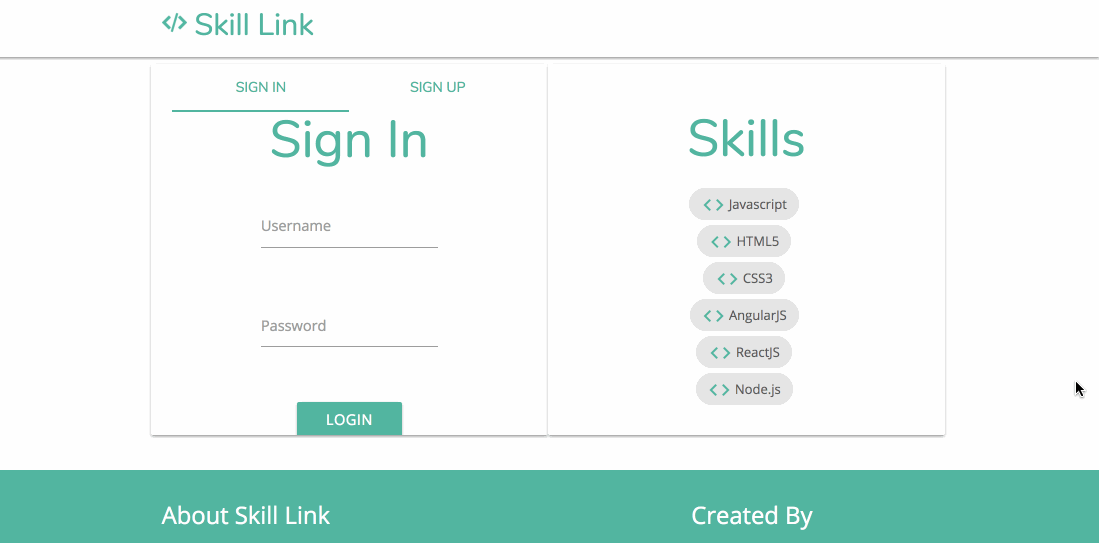 </> Skill Link
SIGN IN SIGN UP
Sign In
Username
Password
LOGIN
Skills
<> Javascript
<> HTML5
<> CSS3
<> AngularJS
<> ReactJS
<> Node.js
About Skill Link
Created By